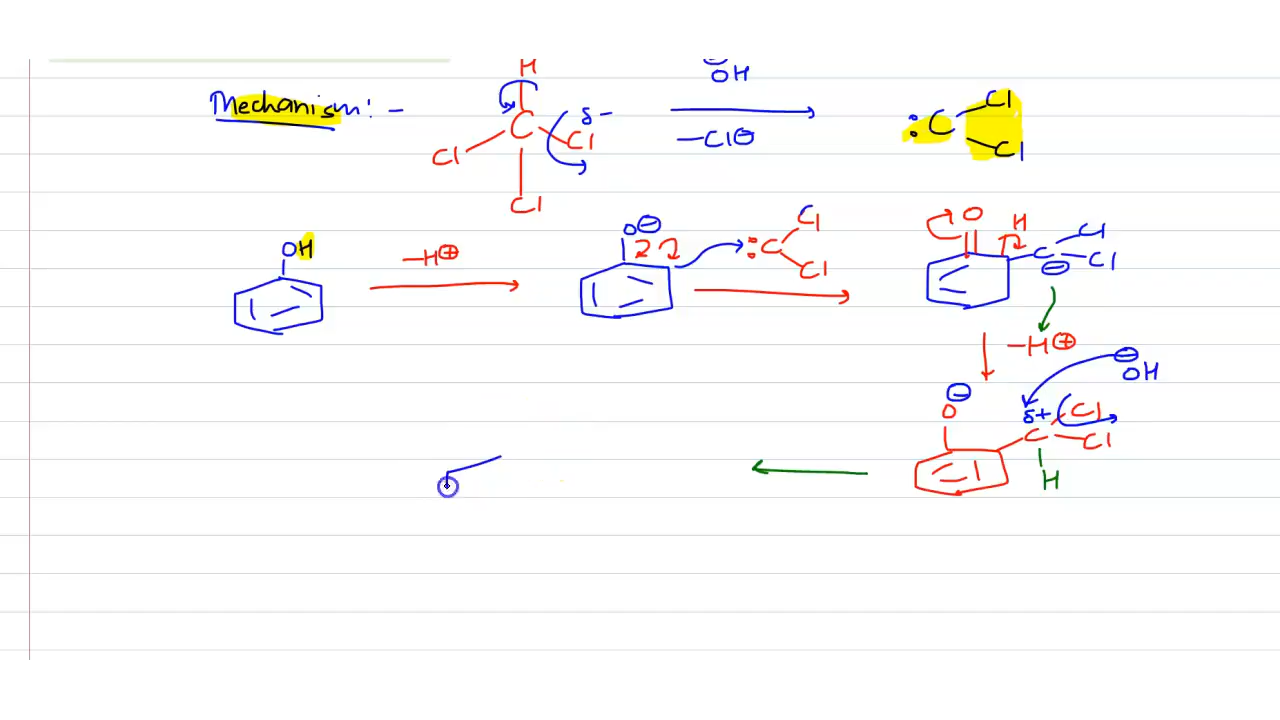 H
⊖
OH
Mechanism: -
C
Cl
Cl
Cl
δ-
-Cl⊖
:C
Cl
Cl
OH
-H⊕
O⊖
:C
Cl
Cl
O
H
C
⊖
Cl
Cl
-H⊕
⊖
OH
O
⊖
δ+
C
Cl
Cl
H